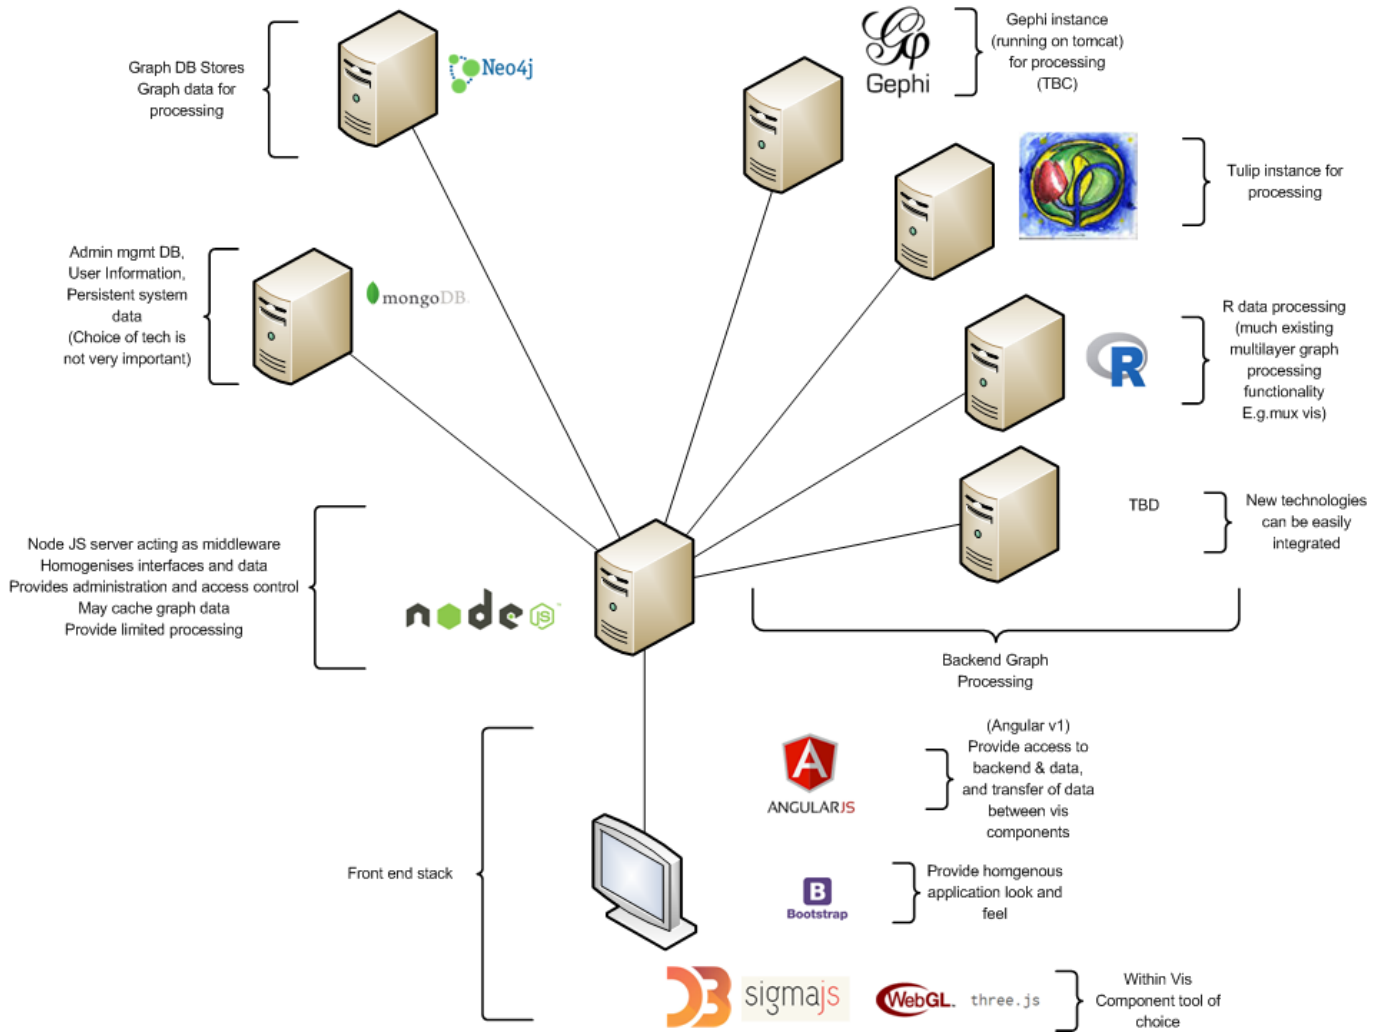 Graph DB Stores
Graph data for
processing
Neo4j
Gephi
Gephi instance
(running on tomcat)
for processing
(TBC)
Tulip instance for
processing
Admin mgmt DB,
User Information,
Persistent system
data
(Choice of tech is
not very important)
mongoDB
R
R data processing
(much existing
multilayer graph
processing
functionality
E.g.mux vis)
TBD
New technologies
can be easily
integrated
Node JS server acting as middleware
Homogenises interfaces and data
Provides administration and access control
May cache graph data
Provide limited processing
node JS ™
Backend Graph
Processing
Front end stack
A
ANGULARJS
(Angular v1)
Provide access to
backend & data,
and transfer of data
between vis
components
B
Bootstrap
Provide homgenous
application look and
feel
D3
sigmajs
WebGL™
three.js
Within Vis
Component tool of
choice